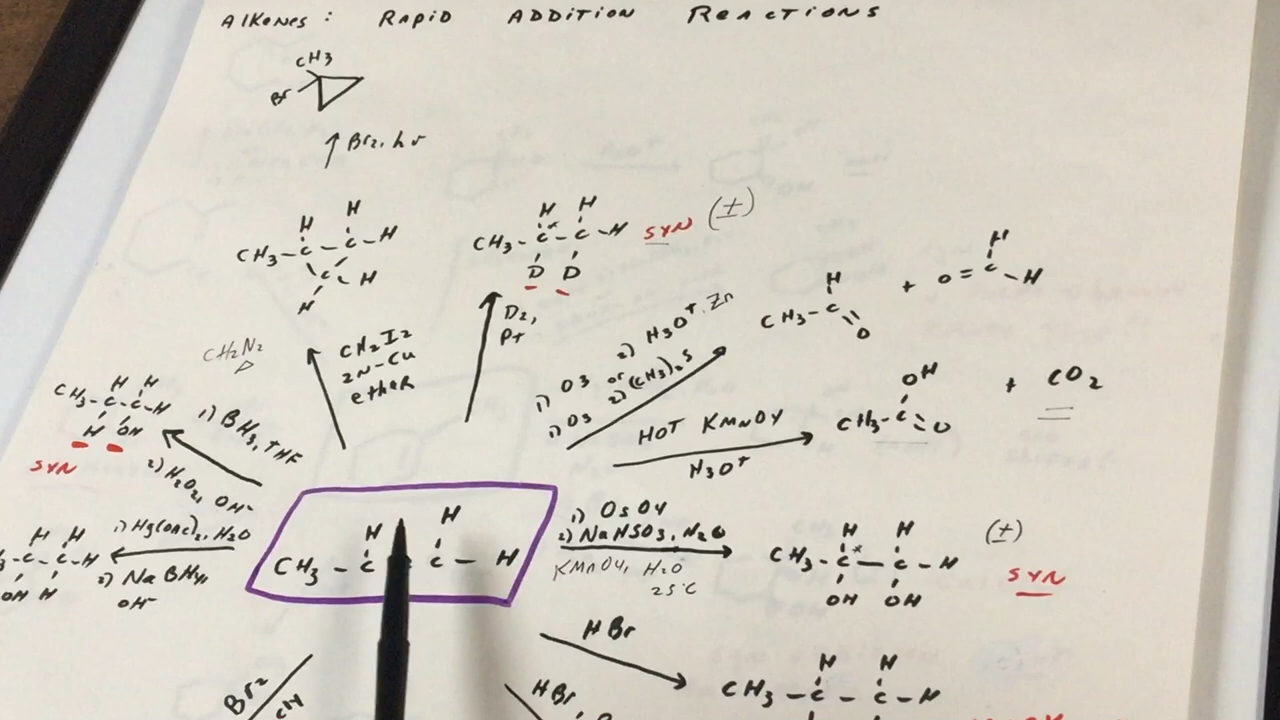 Alkenes: Rapid Addition Reactions
CH3
Br
Br2, hν
H H
CH3-C-C-H
C H
H
H H
CH3-C*-C-H SYN (±)
D D
CH2N2
Δ
CH2I2
Zn-Cu
ether
D2,
Pt
1) O3 2) H3O+, Zn
or
1) O3 2) (CH3)2S
H
CH3-C=O
+
H
O=C-H
HOT KMnO4
H3O+
OH
CH3-C=O
+ CO2
H H
CH3-C-C-H
H OH
SYN
1) BH3, THF
2) H2O2, OH-
1) Hg(OAc)2, H2O
2) NaBH4,
OH-
H H
-C-C-H
OH H
H H
CH3-C C-H
1) OsO4
2) NaHSO3, H2O
KMnO4, H2O
25°C
H H
CH3-C*-C-H
OH OH
(±)
SYN
HBr
H H
CH3-C-C-H
Br2
HBr,